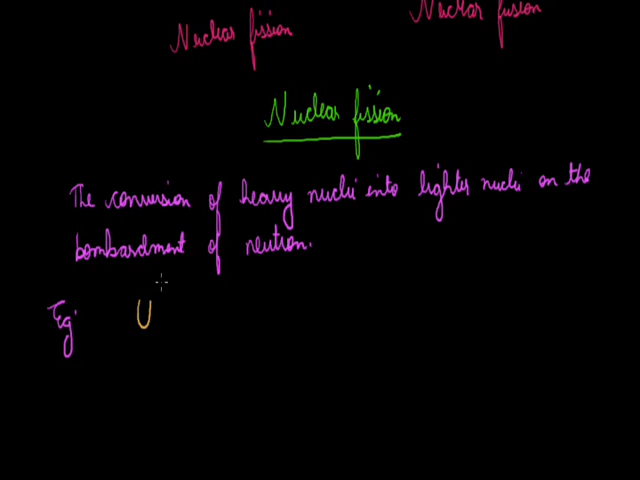 Nuclear fission
Nuclear fusion
Nuclear fission
The conversion of heavy nuclei into lighter nuclei on the
bombardment of neutron.
Eg: U